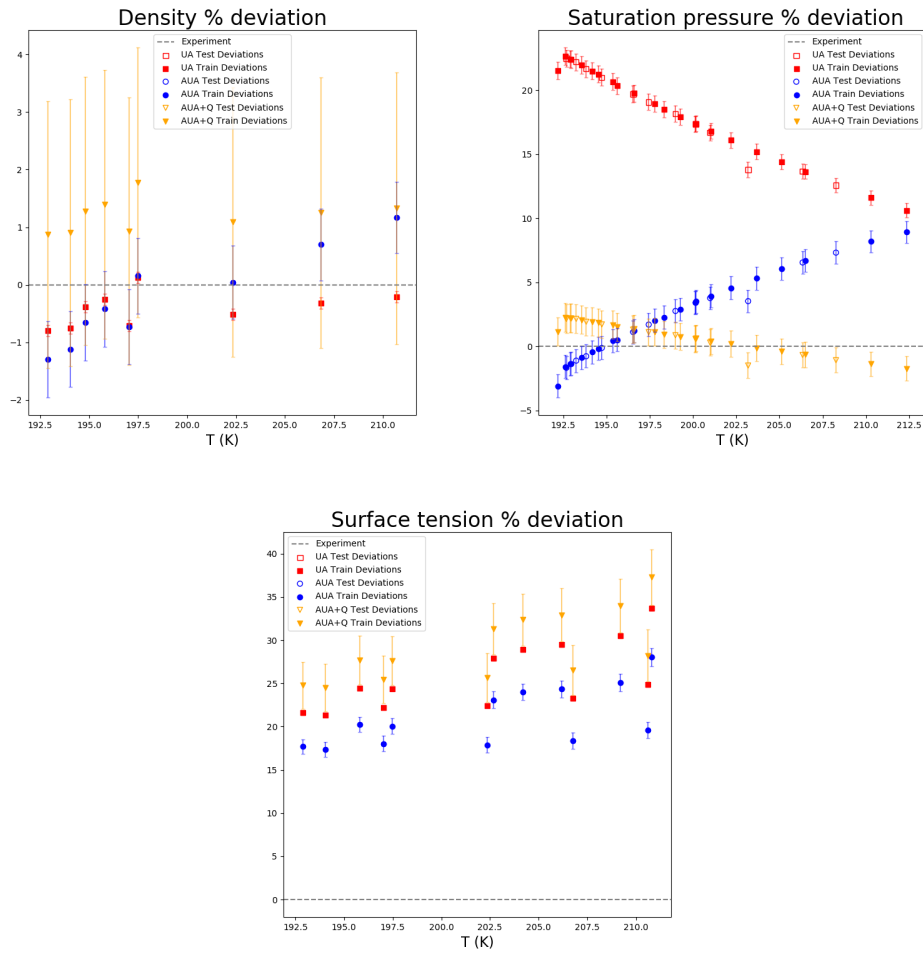 Density % deviation
4
3
2
1
0
−1
−2
Experiment
UA Test Deviations
UA Train Deviations
AUA Test Deviations
AUA Train Deviations
AUA+Q Test Deviations
AUA+Q Train Deviations
192.5 195.0 197.5 200.0 202.5 205.0 207.5 210.0
T (K)
Saturation pressure % deviation
20
15
10
5
0
−5
Experiment
UA Test Deviations
UA Train Deviations
AUA Test Deviations
AUA Train Deviations
AUA+Q Test Deviations
AUA+Q Train Deviations
192.5 195.0 197.5 200.0 202.5 205.0 207.5 210.0 212.5
T (K)
Surface tension % deviation
40
35
30
25
20
15
10
5
0
Experiment
UA Test Deviations
UA Train Deviations
AUA Test Deviations
AUA Train Deviations
AUA+Q Test Deviations
AUA+Q Train Deviations
192.5 195.0 197.5 200.0 202.5 205.0 207.5 210.0
T (K)